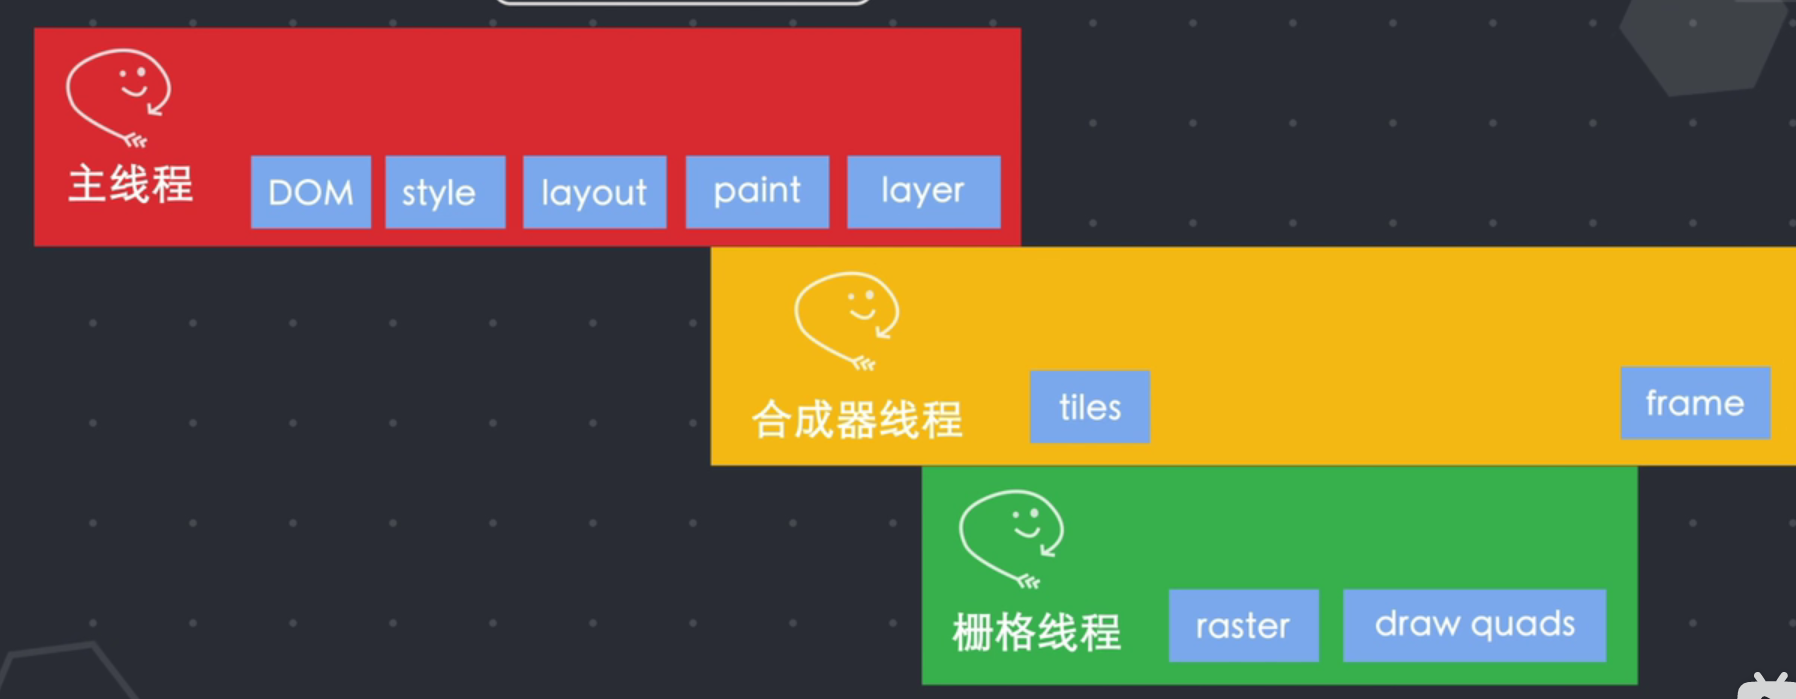 主线程
DOM
style
layout
paint
layer
合成器线程
tiles
frame
栅格线程
raster
draw quads